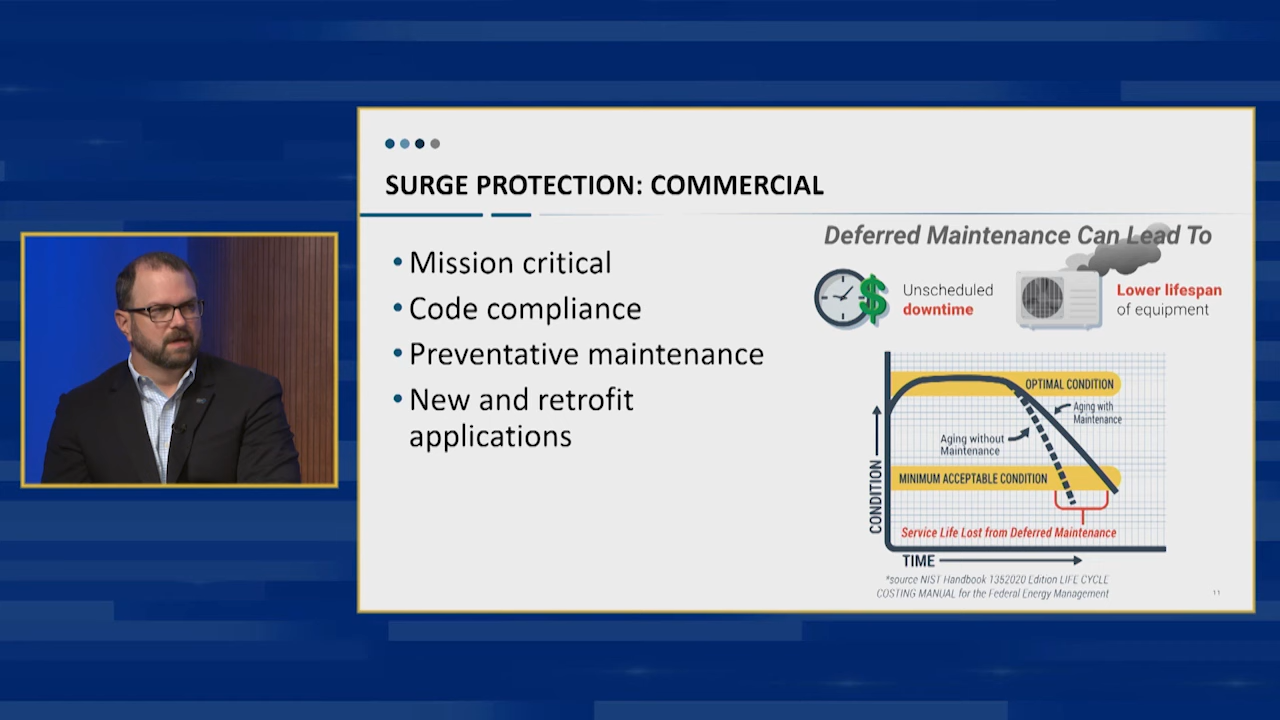 SURGE PROTECTION: COMMERCIAL
• Mission critical
• Code compliance
• Preventative maintenance
• New and retrofit
applications
Deferred Maintenance Can Lead To
Unscheduled
downtime
$
Lower lifespan
of equipment
OPTIMAL CONDITION
Aging with
Maintenance
Aging without
Maintenance
MINIMUM ACCEPTABLE CONDITION
CONDITION
Service Life Lost from Deferred Maintenance
TIME
*source NIST Handbook 1352020 Edition LIFE CYCLE
COSTING MANUAL for the Federal Energy Management
11